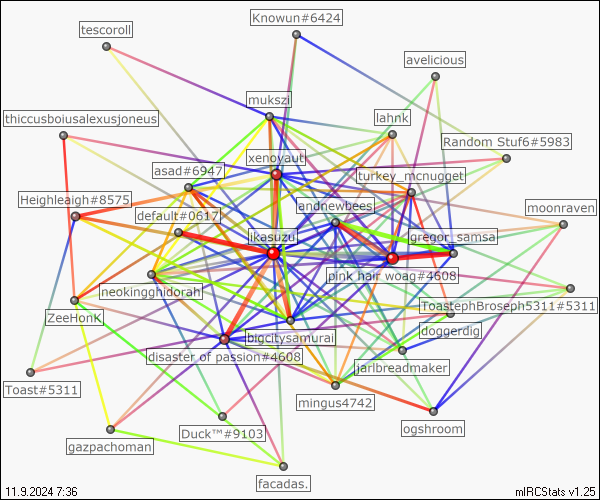 Knowun#6424
tescoroll
avelicious
mukszi
thiccusboiusalexusjoneus
lahnk
Random Stuf6#5983
xenoyauti
asad#6947
turkey_mcnugget
Heighleaigh#8575
andnewbees
moonraven
default#0617
ikasuzu
gregor_samsa
pink hair woag#4608
neokingghidorah
ToastephBroseph5311#5311
ZeeHonk
doggerdig
bigcitysamurai
disaster of passion#4608
jarlbreadmaker
Toast#5311
mingus4742
ogshroom
Duck™#9103
gazpachoman
facadas.
11.9.2024 7:36
mIRCStats v1.25